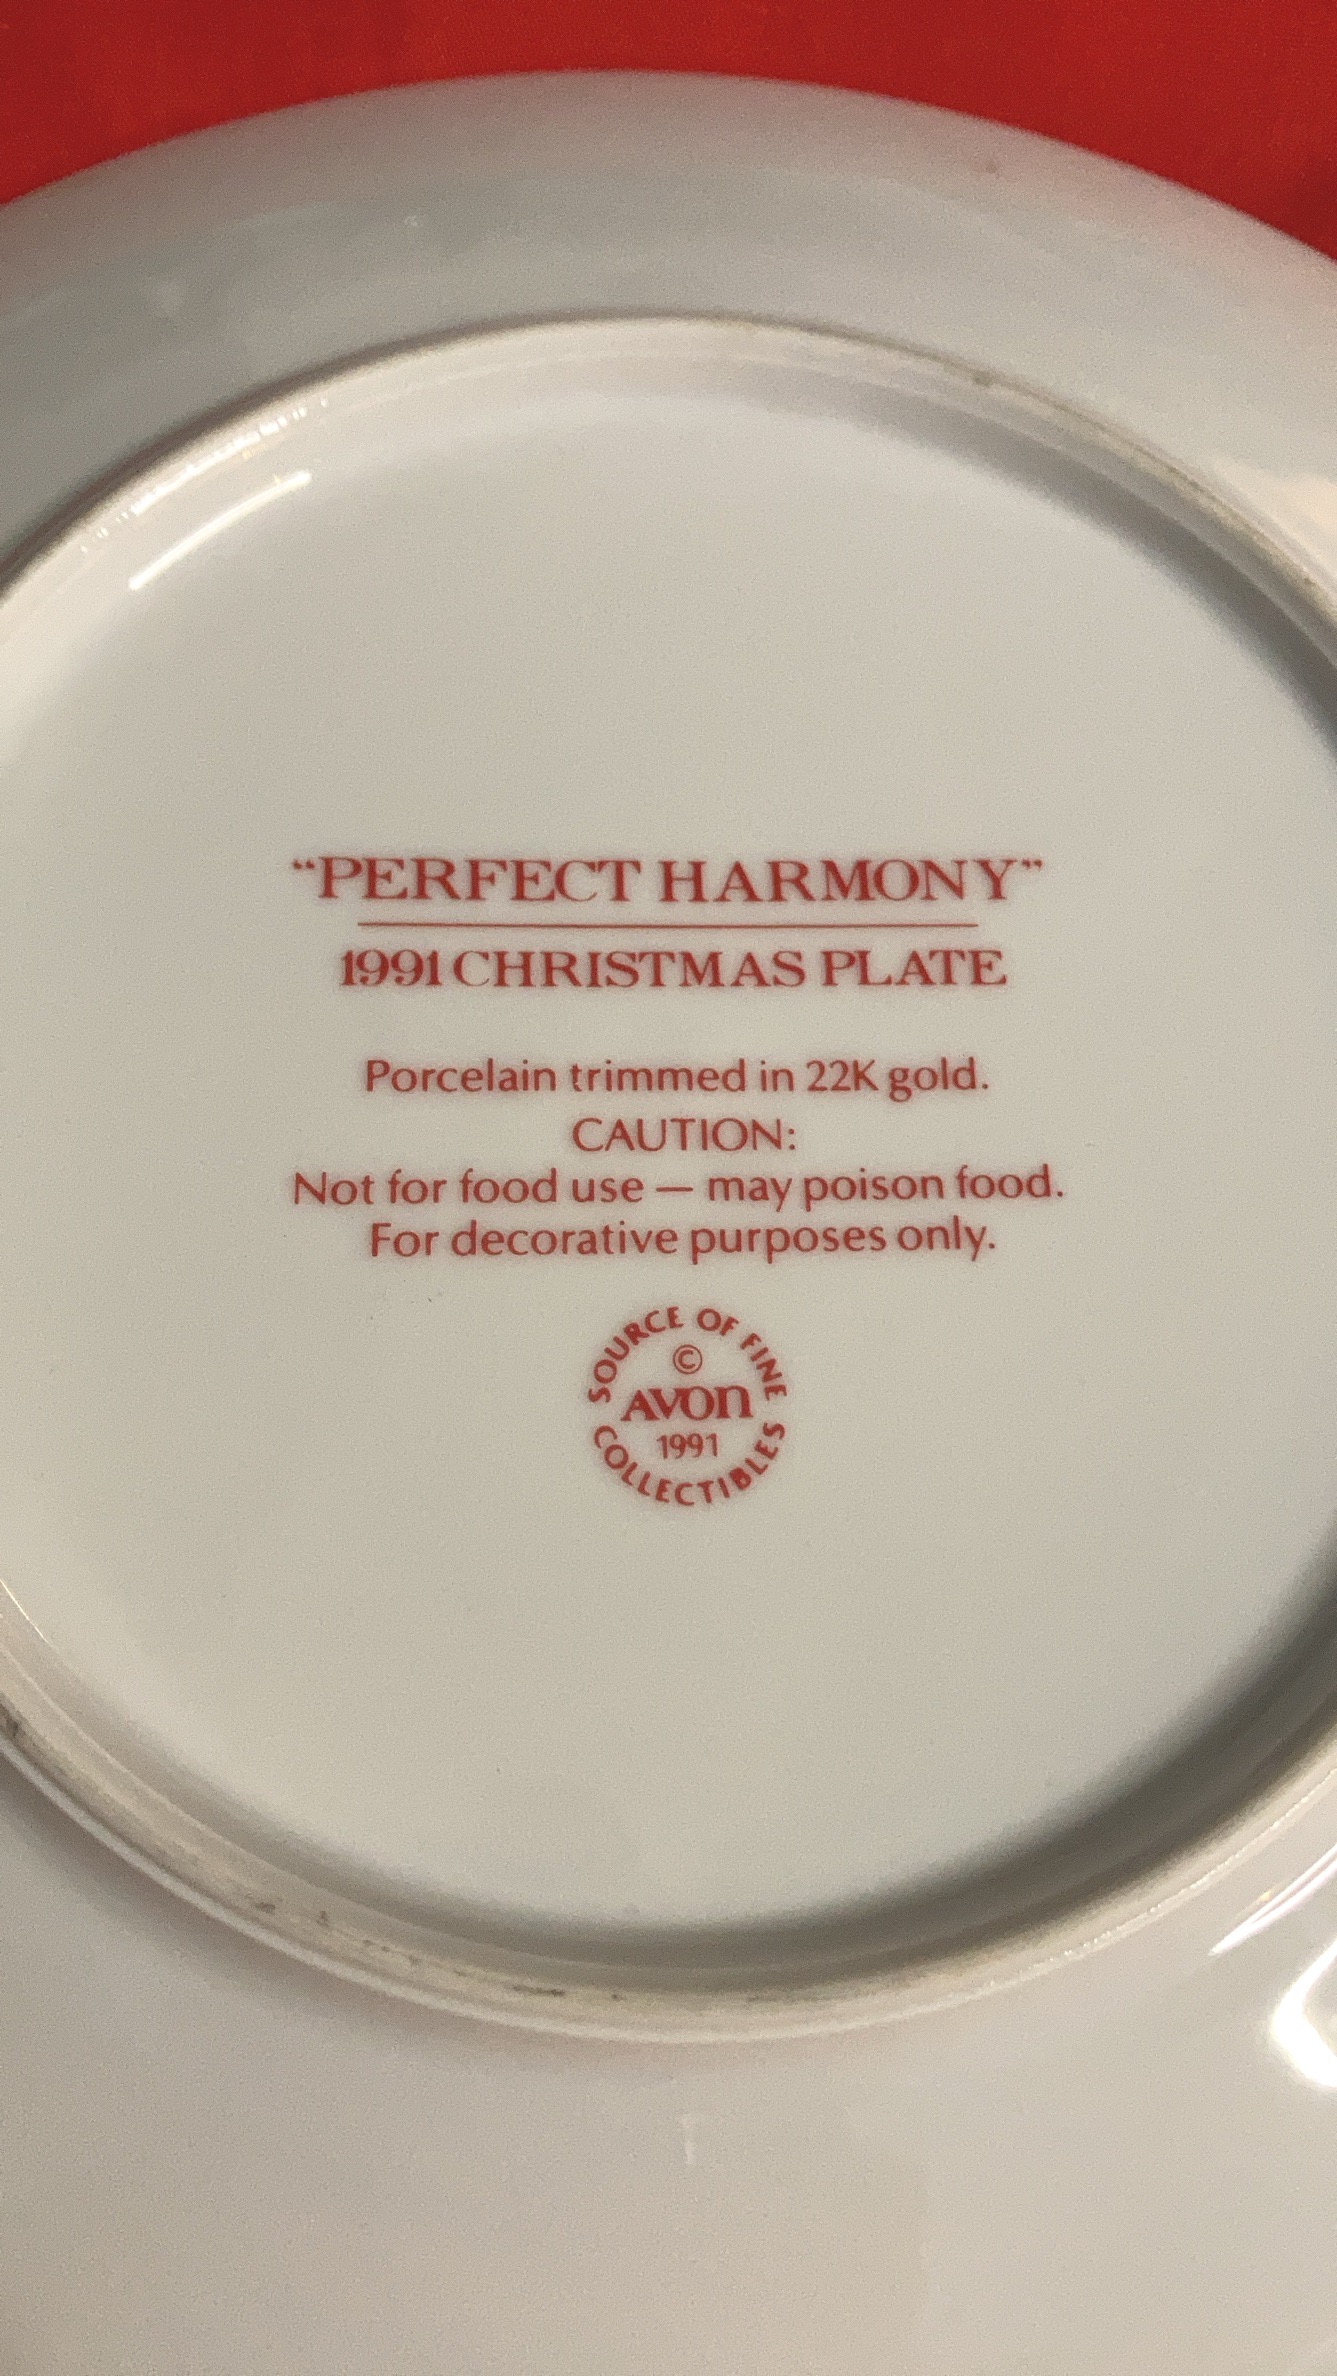 “PERFECT HARMONY”
1991 CHRISTMAS PLATE
Porcelain trimmed in 22K gold.
CAUTION:
Not for food use — may poison food.
For decorative purposes only.
SOURCE OF FINE
©
AVON
1991
COLLECTIBLES